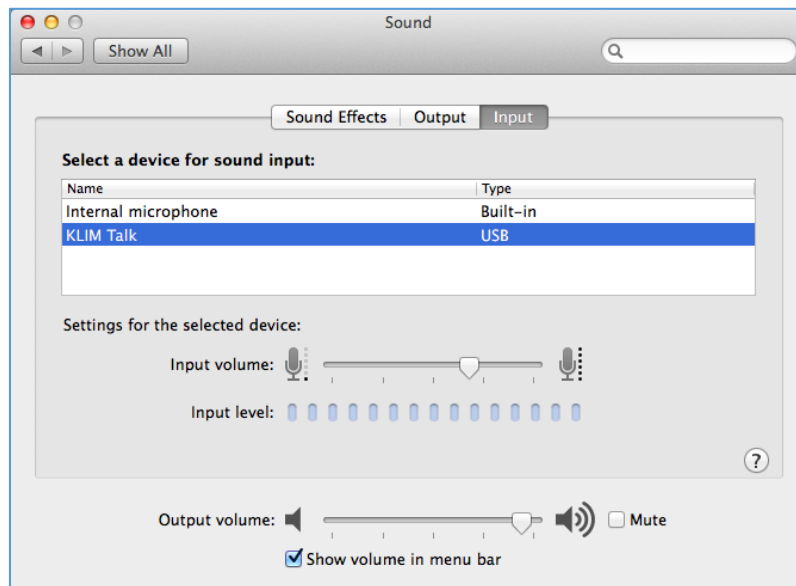 Sound
Show All
Sound Effects Output Input
Select a device for sound input:
Name Type
Internal microphone Built-in
KLIM Talk USB
Settings for the selected device:
Input volume:
Input level:
?
Output volume: Mute
Show volume in menu bar